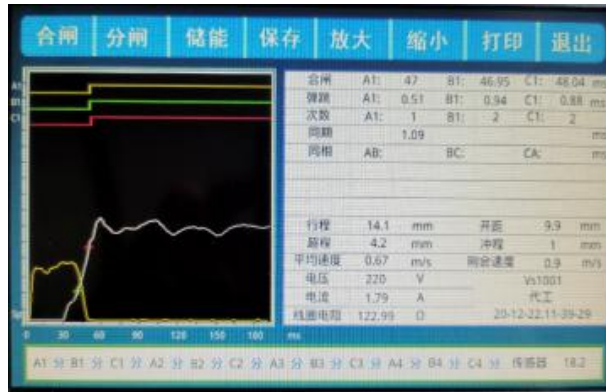 合闸 分闸 储能 保存 放大 缩小 打印 退出
合闸 A1: 47 B1: 46.95 C1: 48.04 ms
弹跳 A1: 0.51 B1: 0.94 C1: 0.88 ms
次数 A1: 1 B1: 2 C1: 2
同期 1.09 ms
同相 AB: BC: CA: ms
A1
B1
C1
行程 14.1 mm 开距 9.9 mm
超程 4.2 mm 冲程 1 mm
平均速度 0.67 m/s 刚合速度 0.9 m/s
电压 220 V Vs1001
电流 1.79 A 代工
线圈电阻 122.99 Ω 20-12-22,11-39-29
0 30 60 90 120 150 180 ms
A1 分 B1 分 C1 分 A2 分 B2 分 C2 分 A3 分 B3 分 C3 分 A4 分 B4 分 C4 分 传感器 18.2